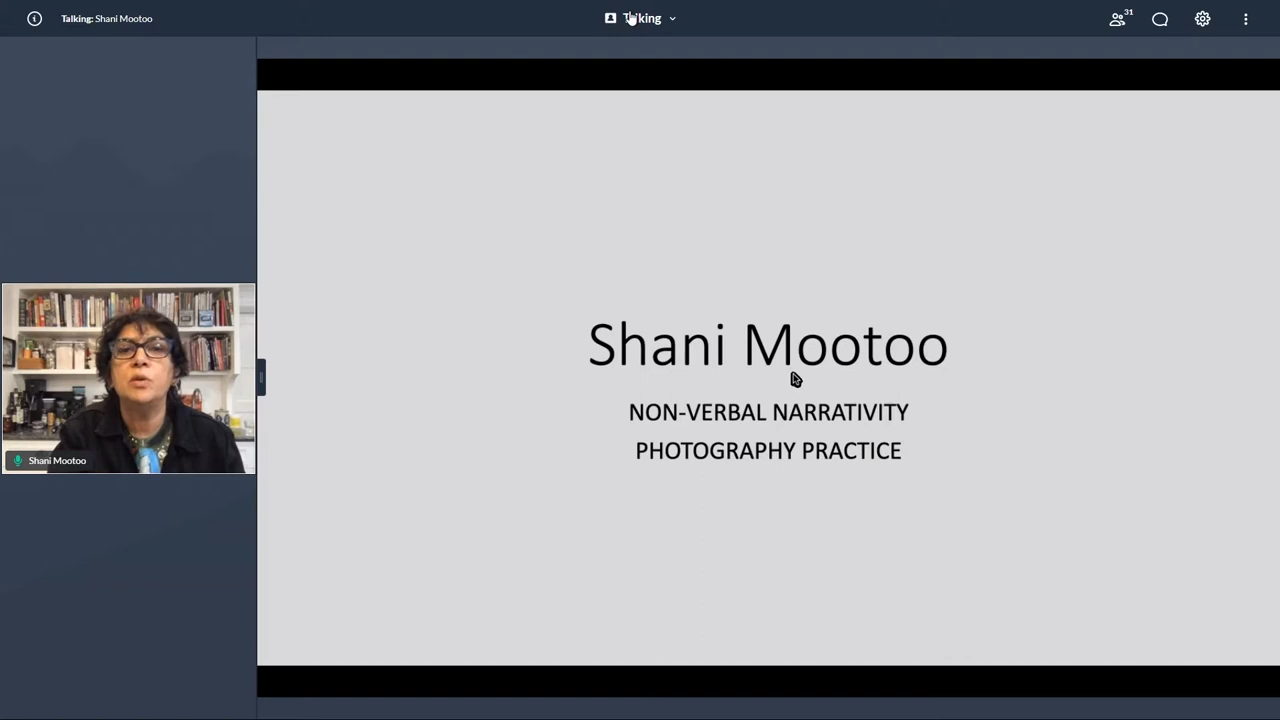 Talking: Shani Mootoo
Talking
31
Shani Mootoo
NON-VERBAL NARRATIVITY
PHOTOGRAPHY PRACTICE
Shani Mootoo